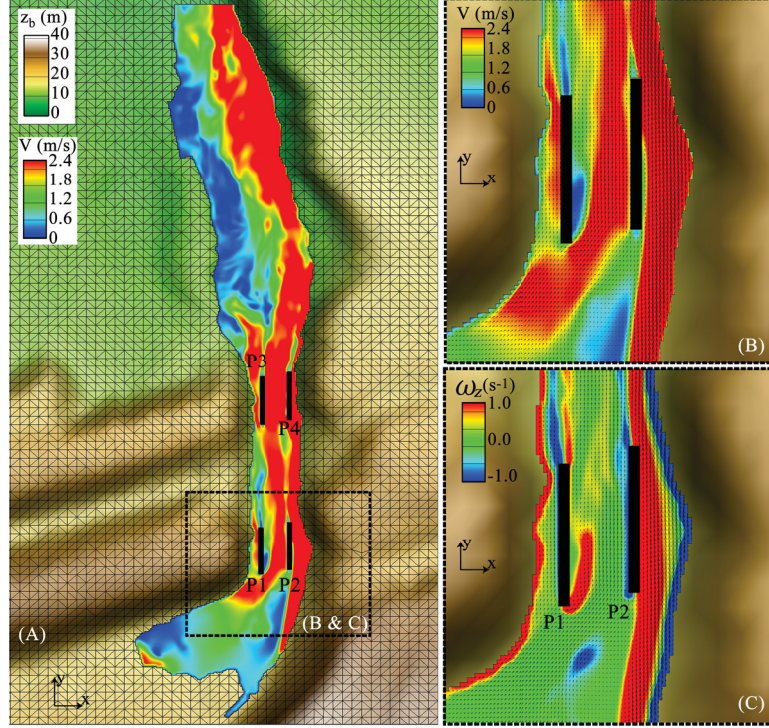 z_b (m)
40
30
20
10
0
V (m/s)
2.4
1.8
1.2
0.6
0
P3
P4
P1
P2
(A)
(B & C)
y
x
V (m/s)
2.4
1.8
1.2
0.6
0
y
x
(B)
ω_z(s⁻¹)
1.0
0.0
-1.0
y
x
P1
P2
(C)